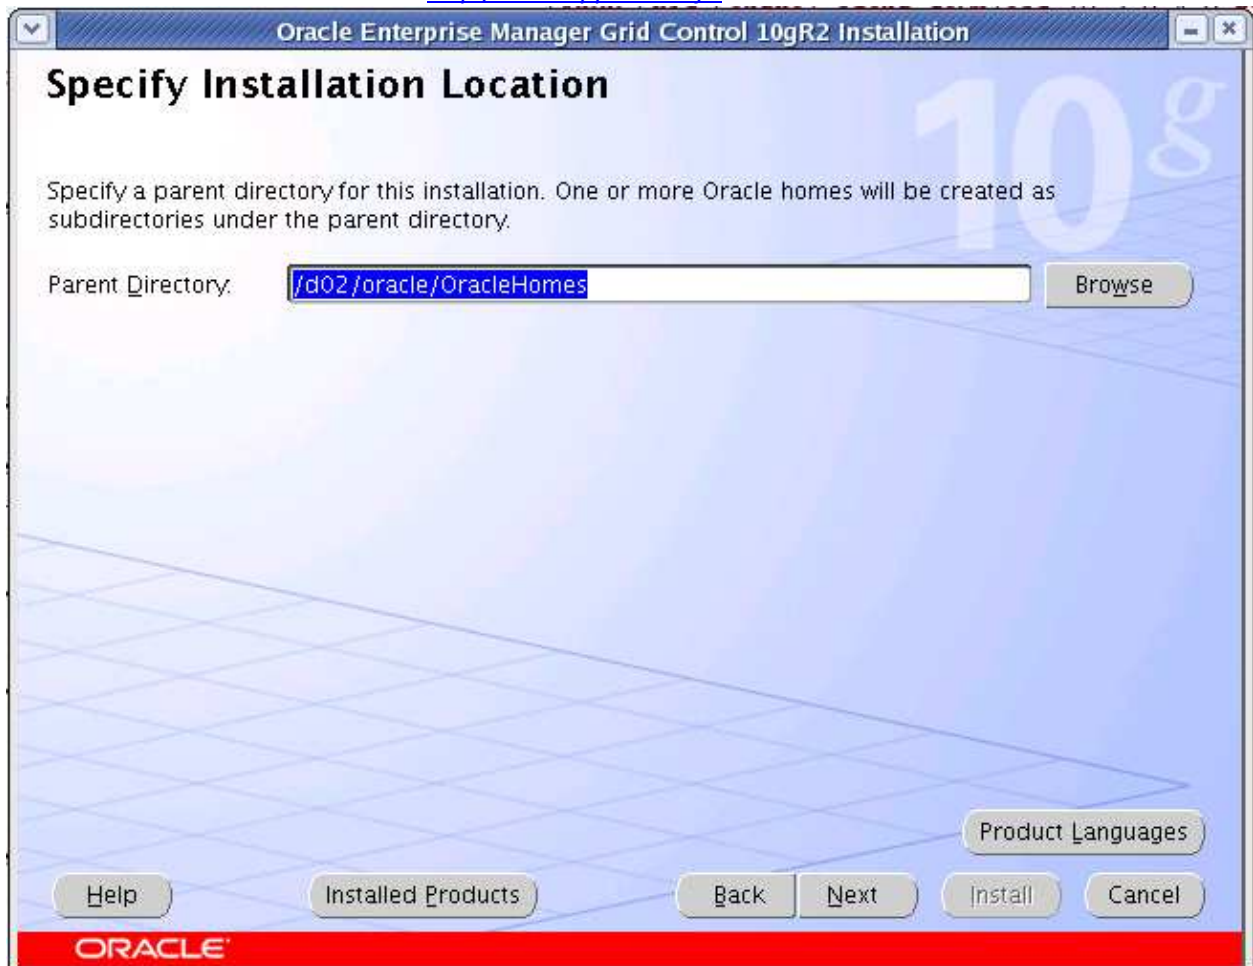 Oracle Enterprise Manager Grid Control 10gR2 Installation
Specify Installation Location
10g
Specify a parent directory for this installation. One or more Oracle homes will be created as
subdirectories under the parent directory.
Parent Directory: /d02/oracle/OracleHomes Browse
Product Languages
Help Installed Products Back Next Install Cancel
ORACLE